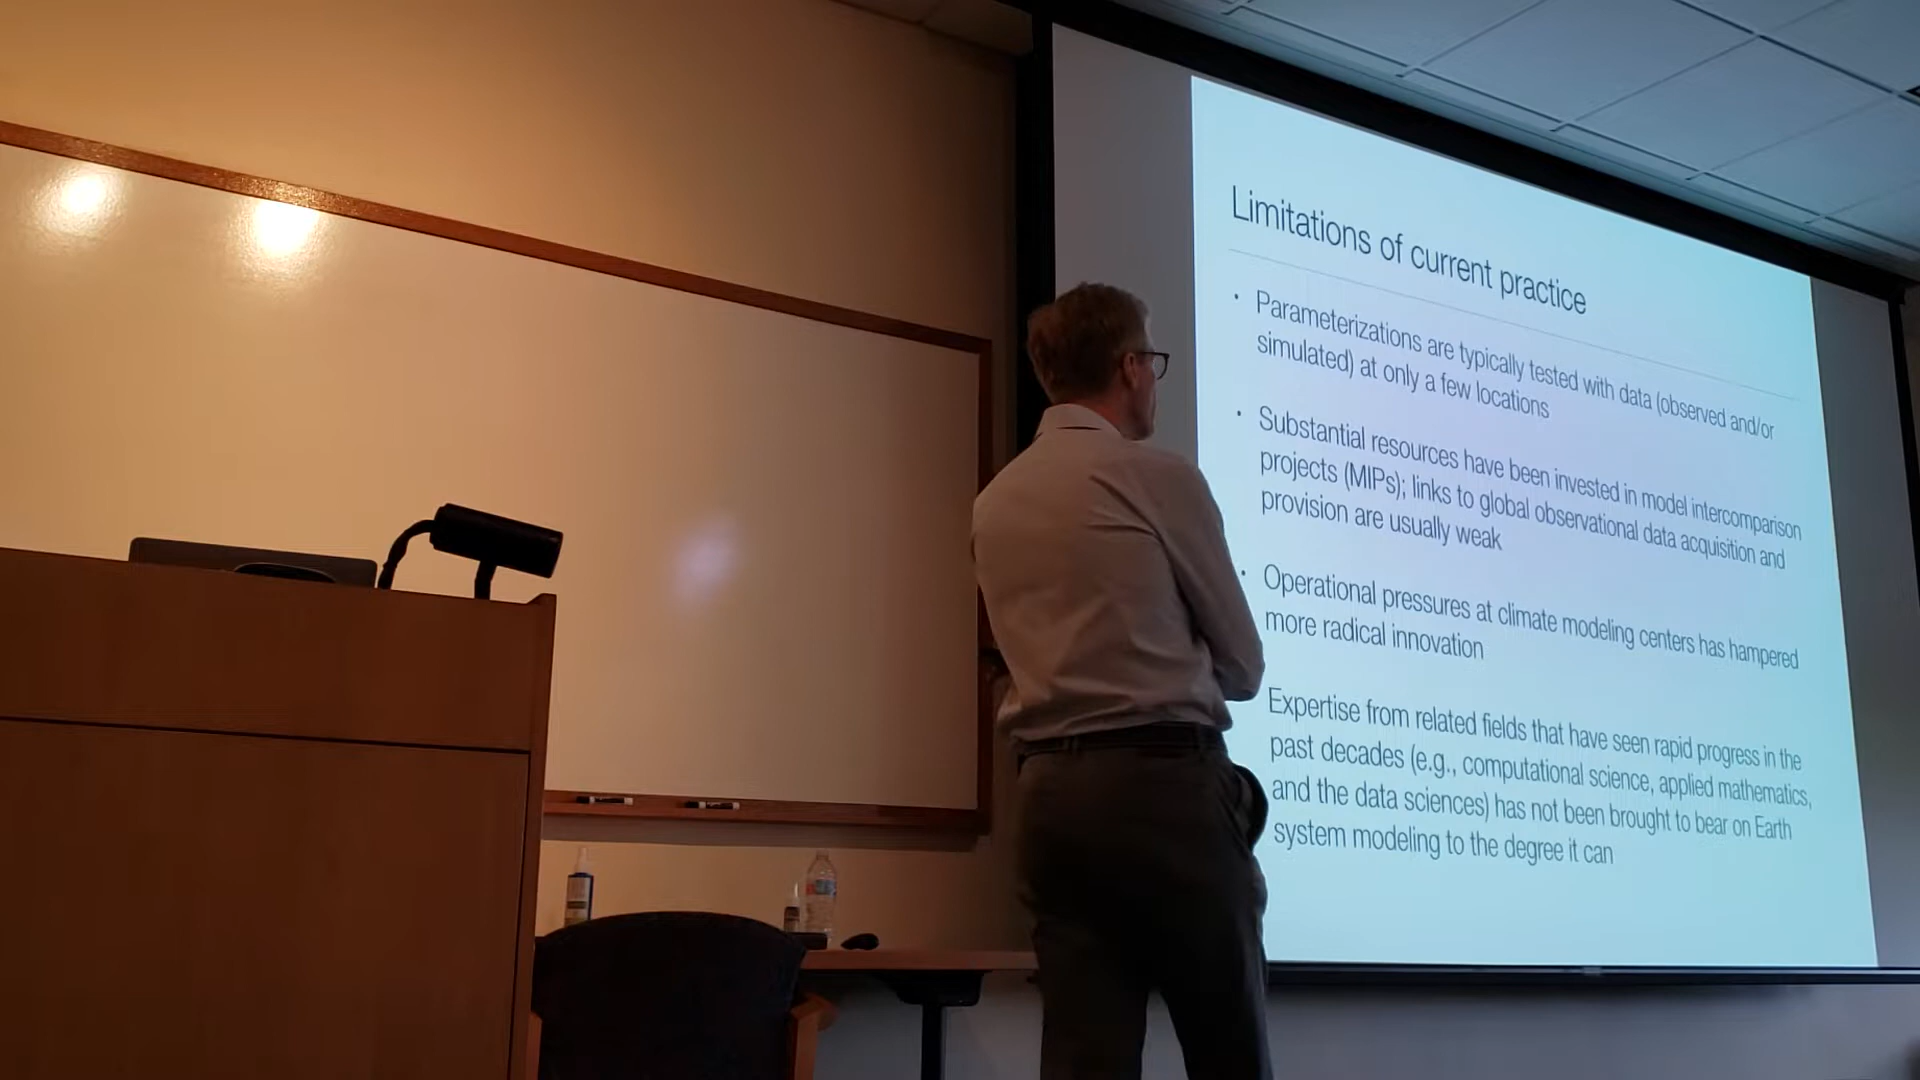 Limitations of current practice
• Parameterizations are typically tested with data (observed and/or
simulated) at only a few locations
• Substantial resources have been invested in model intercomparison
projects (MIPs); links to global observational data acquisition and
provision are usually weak
• Operational pressures at climate modeling centers has hampered
more radical innovation
Expertise from related fields that have seen rapid progress in the
past decades (e.g., computational science, applied mathematics,
and the data sciences) has not been brought to bear on Earth
system modeling to the degree it can